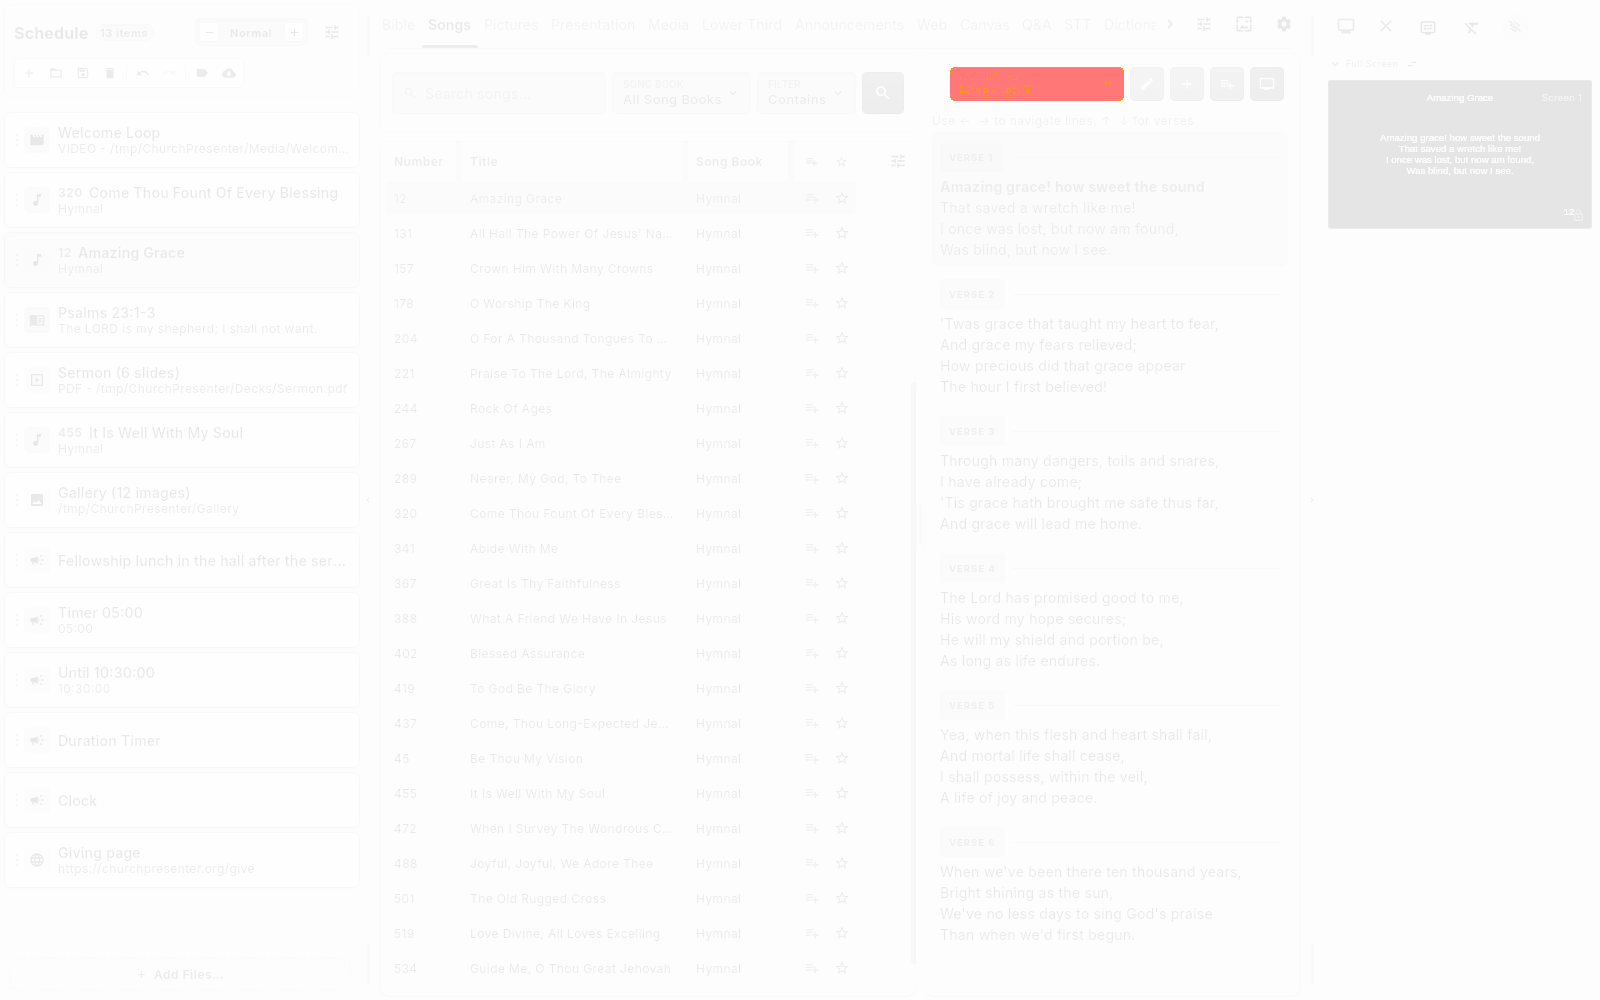 Schedule
13 items
Normal
Welcome Loop
VIDEO - /tmp/ChurchPresenter/Media/Welcom...
320 Come Thou Fount Of Every Blessing
Hymnal
12 Amazing Grace
Hymnal
Psalms 23:1-3
The LORD is my shepherd; I shall not want.
Sermon (6 slides)
PDF - /tmp/ChurchPresenter/Decks/Sermon.pdf
455 It Is Well With My Soul
Hymnal
Gallery (12 images)
/tmp/ChurchPresenter/Gallery
Fellowship lunch in the hall after the ser...
Timer 05:00
05:00
Until 10:30:00
10:30:00
Duration Timer
Clock
Giving page
https://churchpresenter.org/give
+ Add Files...
Bible Songs Pictures Presentation Media Lower Third Announcements Web Canvas Q&A STT Dictiona
Search songs...
SONG BOOK
All Song Books
FILTER
Contains
Number Title Song Book
12 Amazing Grace Hymnal
131 All Hail The Power Of Jesus' Na... Hymnal
157 Crown Him With Many Crowns Hymnal
178 O Worship The King Hymnal
204 O For A Thousand Tongues To ... Hymnal
221 Praise To The Lord, The Almighty Hymnal
244 Rock Of Ages Hymnal
267 Just As I Am Hymnal
289 Nearer, My God, To Thee Hymnal
320 Come Thou Fount Of Every Bles... Hymnal
341 Abide With Me Hymnal
367 Great Is Thy Faithfulness Hymnal
388 What A Friend We Have In Jesus Hymnal
402 Blessed Assurance Hymnal
419 To God Be The Glory Hymnal
437 Come, Thou Long-Expected Je... Hymnal
45 Be Thou My Vision Hymnal
455 It Is Well With My Soul Hymnal
472 When I Survey The Wondrous C... Hymnal
488 Joyful, Joyful, We Adore Thee Hymnal
501 The Old Rugged Cross Hymnal
519 Love Divine, All Loves Excelling Hymnal
534 Guide Me, O Thou Great Jehovah Hymnal
Use ← → to navigate lines, ↑ ↓ for verses
VERSE 1
Amazing grace! how sweet the sound
That saved a wretch like me!
I once was lost, but now am found,
Was blind, but now I see.
VERSE 2
'Twas grace that taught my heart to fear,
And grace my fears relieved;
How precious did that grace appear
The hour I first believed!
VERSE 3
Through many dangers, toils and snares,
I have already come;
'Tis grace hath brought me safe thus far,
And grace will lead me home.
VERSE 4
The Lord has promised good to me,
His word my hope secures;
He will my shield and portion be,
As long as life endures.
VERSE 5
Yea, when this flesh and heart shall fail,
And mortal life shall cease,
I shall possess, within the veil,
A life of joy and peace.
VERSE 6
When we've been there ten thousand years,
Bright shining as the sun,
We've no less days to sing God's praise
Than when we'd first begun.
Full Screen
Amazing Grace
Screen 1
Amazing grace! how sweet the sound
That saved a wretch like me!
I once was lost, but now am found,
Was blind, but now I see.
12